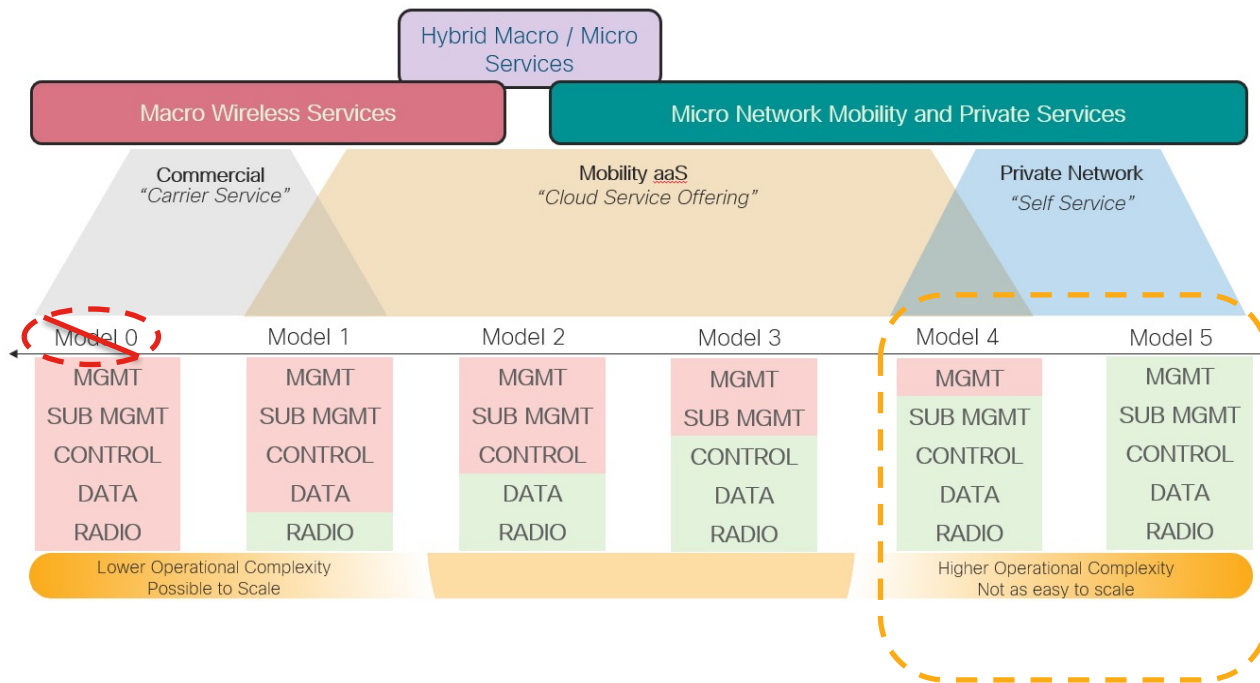 Hybrid Macro / Micro
Services
Macro Wireless Services
Micro Network Mobility and Private Services
Commercial
“Carrier Service”
Mobility aaS
“Cloud Service Offering”
Private Network
“Self Service”
Model 0
Model 1
Model 2
Model 3
Model 4
Model 5
MGMT
SUB MGMT
CONTROL
DATA
RADIO
MGMT
SUB MGMT
CONTROL
DATA
RADIO
MGMT
SUB MGMT
CONTROL
DATA
RADIO
MGMT
SUB MGMT
CONTROL
DATA
RADIO
MGMT
SUB MGMT
CONTROL
DATA
RADIO
MGMT
SUB MGMT
CONTROL
DATA
RADIO
Lower Operational Complexity
Possible to Scale
Higher Operational Complexity
Not as easy to scale